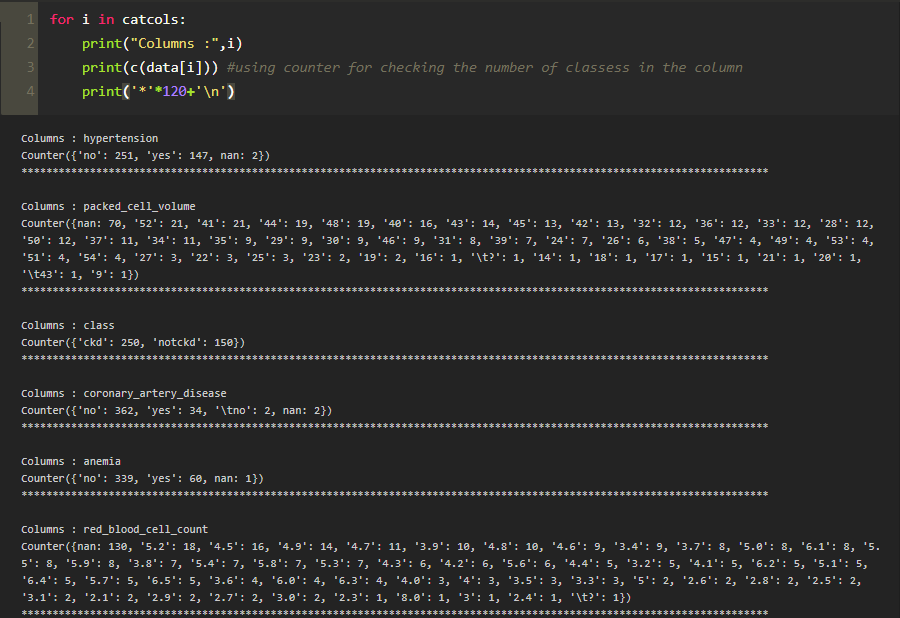 1 for i in catcols:
2 print("Columns :",i)
3 print(c(data[i])) #using counter for checking the number of classess in the column
4 print('*'*120+'\n')
Columns : hypertension
Counter({'no': 251, 'yes': 147, nan: 2})
************************************************************************************************************************
Columns : packed_cell_volume
Counter({nan: 70, '52': 21, '41': 21, '44': 19, '48': 19, '40': 16, '43': 14, '45': 13, '42': 13, '32': 12, '36': 12, '33': 12, '28': 12,
'50': 12, '37': 11, '34': 11, '35': 9, '29': 9, '30': 9, '46': 9, '31': 8, '39': 7, '24': 7, '26': 6, '38': 5, '47': 4, '49': 4, '53': 4,
'51': 4, '54': 4, '27': 3, '22': 3, '25': 3, '23': 2, '19': 2, '16': 1, '\t?': 1, '14': 1, '18': 1, '17': 1, '15': 1, '21': 1, '20': 1,
'\t43': 1, '9': 1})
************************************************************************************************************************
Columns : class
Counter({'ckd': 250, 'notckd': 150})
************************************************************************************************************************
Columns : coronary_artery_disease
Counter({'no': 362, 'yes': 34, '\tno': 2, nan: 2})
************************************************************************************************************************
Columns : anemia
Counter({'no': 339, 'yes': 60, nan: 1})
************************************************************************************************************************
Columns : red_blood_cell_count
Counter({nan: 130, '5.2': 18, '4.5': 16, '4.9': 14, '4.7': 11, '3.9': 10, '4.8': 10, '4.6': 9, '3.4': 9, '3.7': 8, '5.0': 8, '6.1': 8, '5.
5': 8, '5.9': 8, '3.8': 7, '5.4': 7, '5.8': 7, '5.3': 7, '4.3': 6, '4.2': 6, '5.6': 6, '4.4': 5, '3.2': 5, '4.1': 5, '6.2': 5, '5.1': 5,
'6.4': 5, '5.7': 5, '6.5': 5, '3.6': 4, '6.0': 4, '6.3': 4, '4.0': 3, '4': 3, '3.5': 3, '3.3': 3, '5': 2, '2.6': 2, '2.8': 2, '2.5': 2,
'3.1': 2, '2.1': 2, '2.9': 2, '2.7': 2, '3.0': 2, '2.3': 1, '8.0': 1, '3': 1, '2.4': 1, '\t?': 1})
************************************************************************************************************************